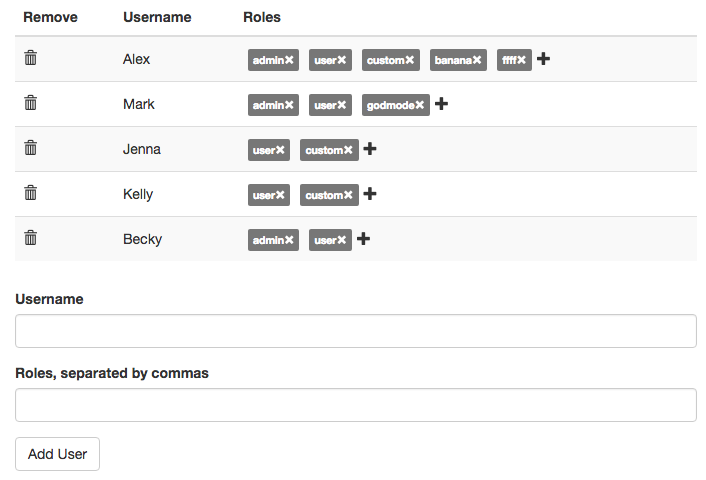 Remove Username Roles
Alex admin user custom banana ffff
Mark admin user godmode
Jenna user custom
Kelly user custom
Becky admin user
Username
Roles, separated by commas
Add User